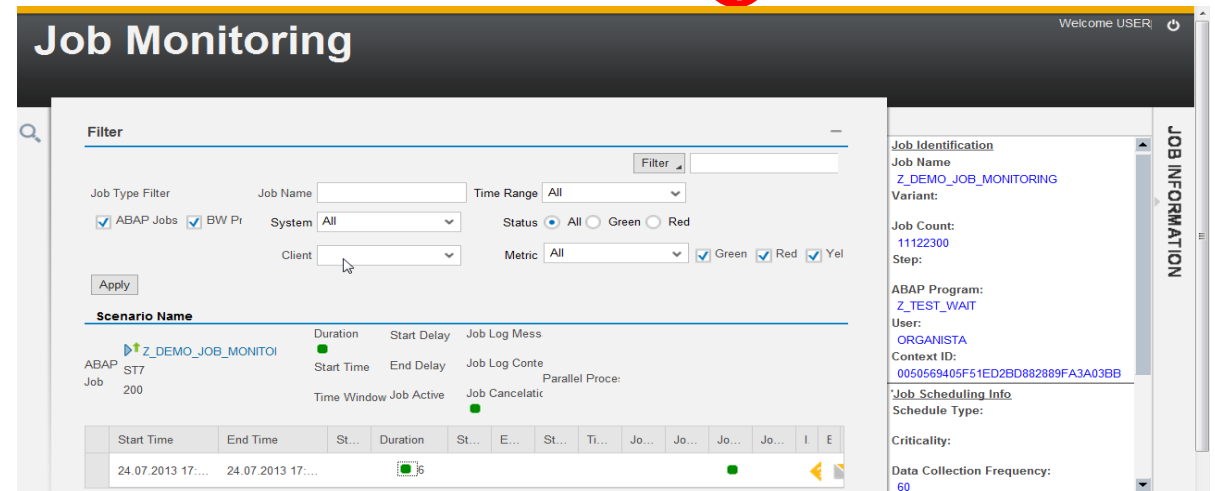 Welcome USER
Job Monitoring
Filter
Filter
Job Type Filter
Job Name
Time Range All
ABAP Jobs
BW Pr
System All
Status All Green Red
Client
Metric All
Green Red Yel
Apply
Scenario Name
ABAP Job
Z_DEMO_JOB_MONITOI
ST7
200
Duration
Start Delay
Job Log Mess
Start Time
End Delay
Job Log Conte
Parallel Proce
Time Window
Job Active
Job Cancelatic
Start Time
End Time
St...
Duration
St...
E...
St...
Ti...
Jo...
Jo...
Jo...
Jo...
I.
E
24.07.2013 17:...
24.07.2013 17:...
6
Job Identification
Job Name
Z_DEMO_JOB_MONITORING
Variant:
Job Count:
11122300
Step:
ABAP Program:
Z_TEST_WAIT
User:
ORGANISTA
Context ID:
0050569405F51ED2BD882889FA3A03BB
Job Scheduling Info
Schedule Type:
Criticality:
Data Collection Frequency:
60
JOB INFORMATION